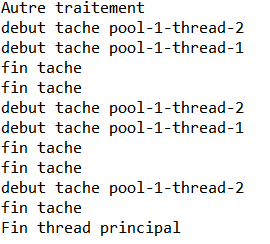 Autre traitement
debut tache pool-1-thread-2
debut tache pool-1-thread-1
fin tache
fin tache
debut tache pool-1-thread-2
debut tache pool-1-thread-1
fin tache
fin tache
debut tache pool-1-thread-2
fin tache
Fin thread principal